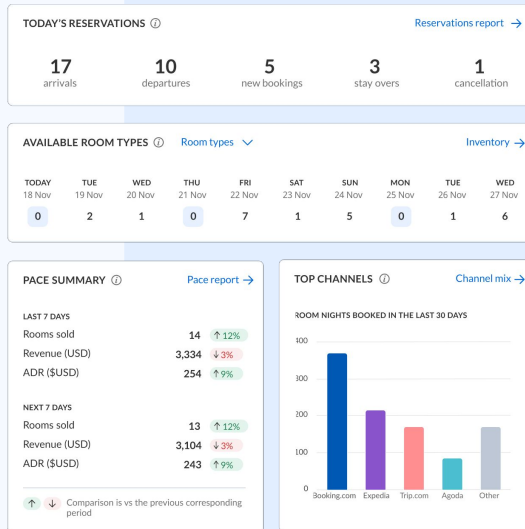 TODAY'S RESERVATIONS
Reservations report →
17 10 5 3 1
arrivals departures new bookings stay overs cancellation
AVAILABLE ROOM TYPES Room types Inventory →
TODAY TUE WED THU FRI SAT SUN MON TUE WED
18 Nov 19 Nov 20 Nov 21 Nov 22 Nov 23 Nov 24 Nov 25 Nov 26 Nov 27 Nov
0 2 1 0 7 1 5 0 1 6
PACE SUMMARY Pace report →
LAST 7 DAYS
Rooms sold 14 ↑ 12%
Revenue (USD) 3,334 ↓ 3%
ADR ($USD) 254 ↑ 9%
NEXT 7 DAYS
Rooms sold 13 ↑ 12%
Revenue (USD) 3,104 ↓ 3%
ADR ($USD) 243 ↑ 9%
↑ ↓ Comparison is vs the previous corresponding
period
TOP CHANNELS Channel mix →
ROOM NIGHTS BOOKED IN THE LAST 30 DAYS
400
300
200
100
0
Booking.com Expedia Trip.com Agoda Other